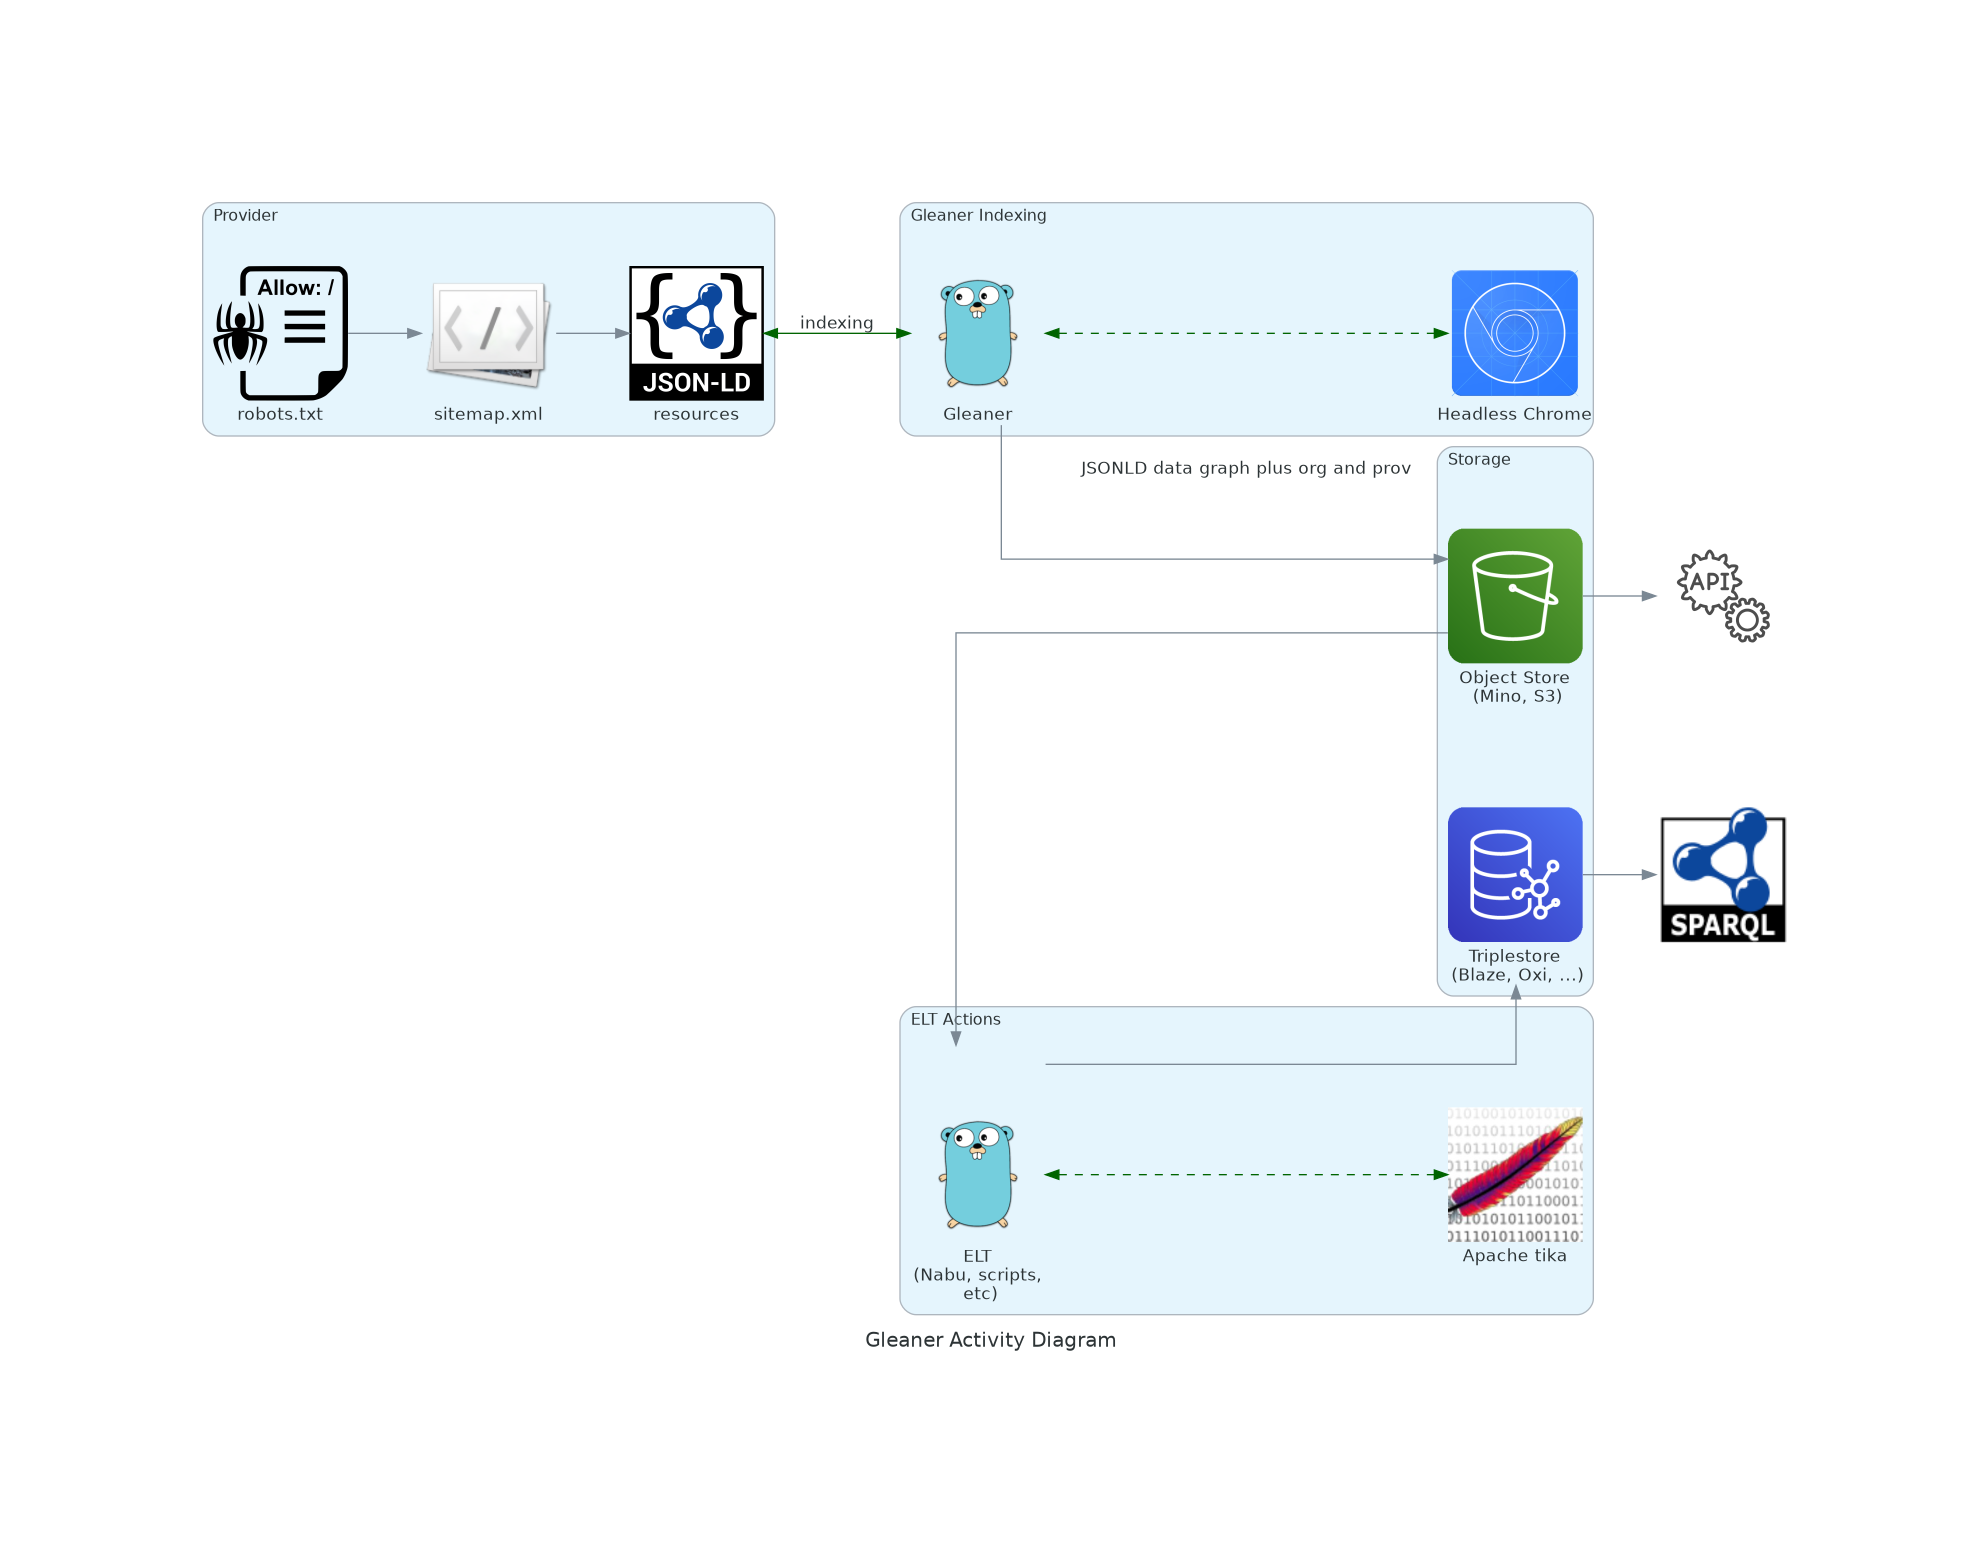 Provider
Allow: /
robots.txt
sitemap.xml
JSON-LD
resources
indexing
Gleaner Indexing
Gleaner
Headless Chrome
JSONLD data graph plus org and prov
Storage
Object Store
(Mino, S3)
API
Triplestore
(Blaze, Oxi, ...)
SPARQL
ELT Actions
ELT
(Nabu, scripts,
etc)
Apache tika
Gleaner Activity Diagram